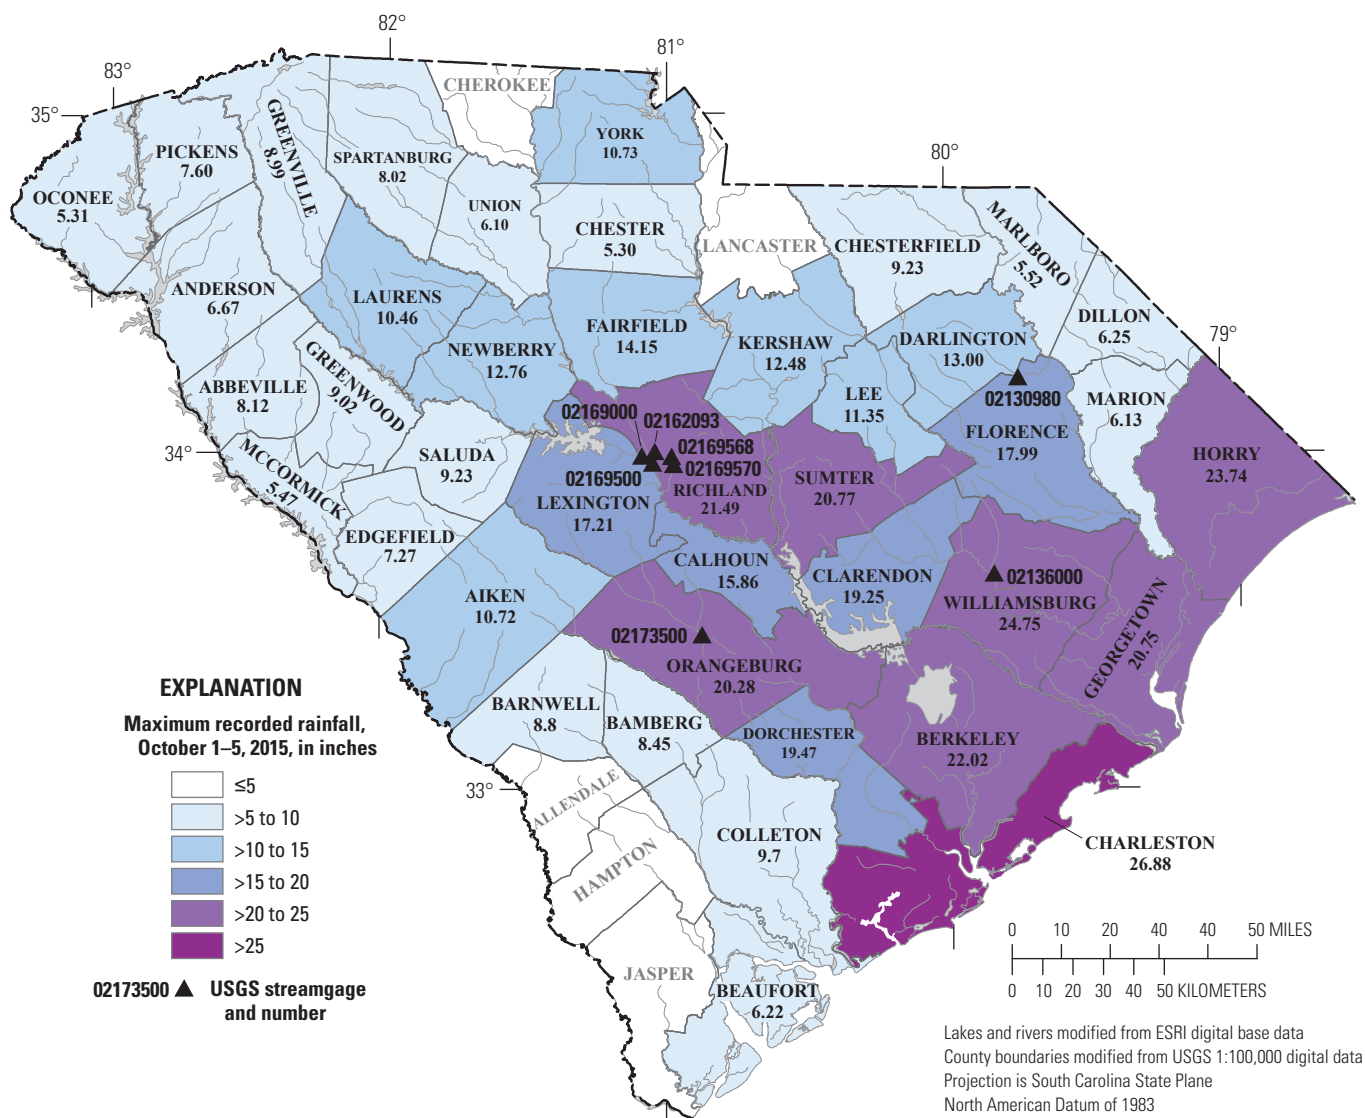 82°
81°
83°
CHEROKEE
35°
YORK
10.73
GREENVILLE
8.99
PICKENS
7.60
SPARTANBURG
8.02
80°
OCONEE
5.31
UNION
6.10
CHESTER
5.30
LANCASTER
CHESTERFIELD
9.23
MARLBORO
5.52
ANDERSON
6.67
LAURENS
10.46
DILLON
6.25
79°
FAIRFIELD
14.15
KERSHAW
12.48
DARLINGTON
13.00
NEWBERRY
12.76
GREENWOOD
9.02
ABBEVILLE
8.12
LEE
11.35
02130980
MARION
6.13
02169000
02162093
FLORENCE
17.99
34°
SALUDA
9.23
02169568
02169570
HORRY
23.74
MCCORMICK
5.47
02169500
LEXINGTON
17.21
RICHLAND
21.49
SUMTER
20.77
EDGEFIELD
7.27
CALHOUN
15.86
CLARENDON
19.25
02136000
WILLIAMSBURG
24.75
AIKEN
10.72
GEORGETOWN
20.75
02173500
ORANGEBURG
20.28
BARNWELL
8.8
BAMBERG
8.45
DORCHESTER
19.47
BERKELEY
22.02
33°
ALLENDALE
COLLETON
9.7
CHARLESTON
26.88
HAMPTON
JASPER
BEAUFORT
6.22
EXPLANATION
Maximum recorded rainfall,
October 1–5, 2015, in inches
≤5
>5 to 10
>10 to 15
>15 to 20
>20 to 25
>25
02173500 USGS streamgage
and number
0 10 20 30 40 50 MILES
0 10 20 30 40 50 KILOMETERS
Lakes and rivers modified from ESRI digital base data
County boundaries modified from USGS 1:100,000 digital data
Projection is South Carolina State Plane
North American Datum of 1983